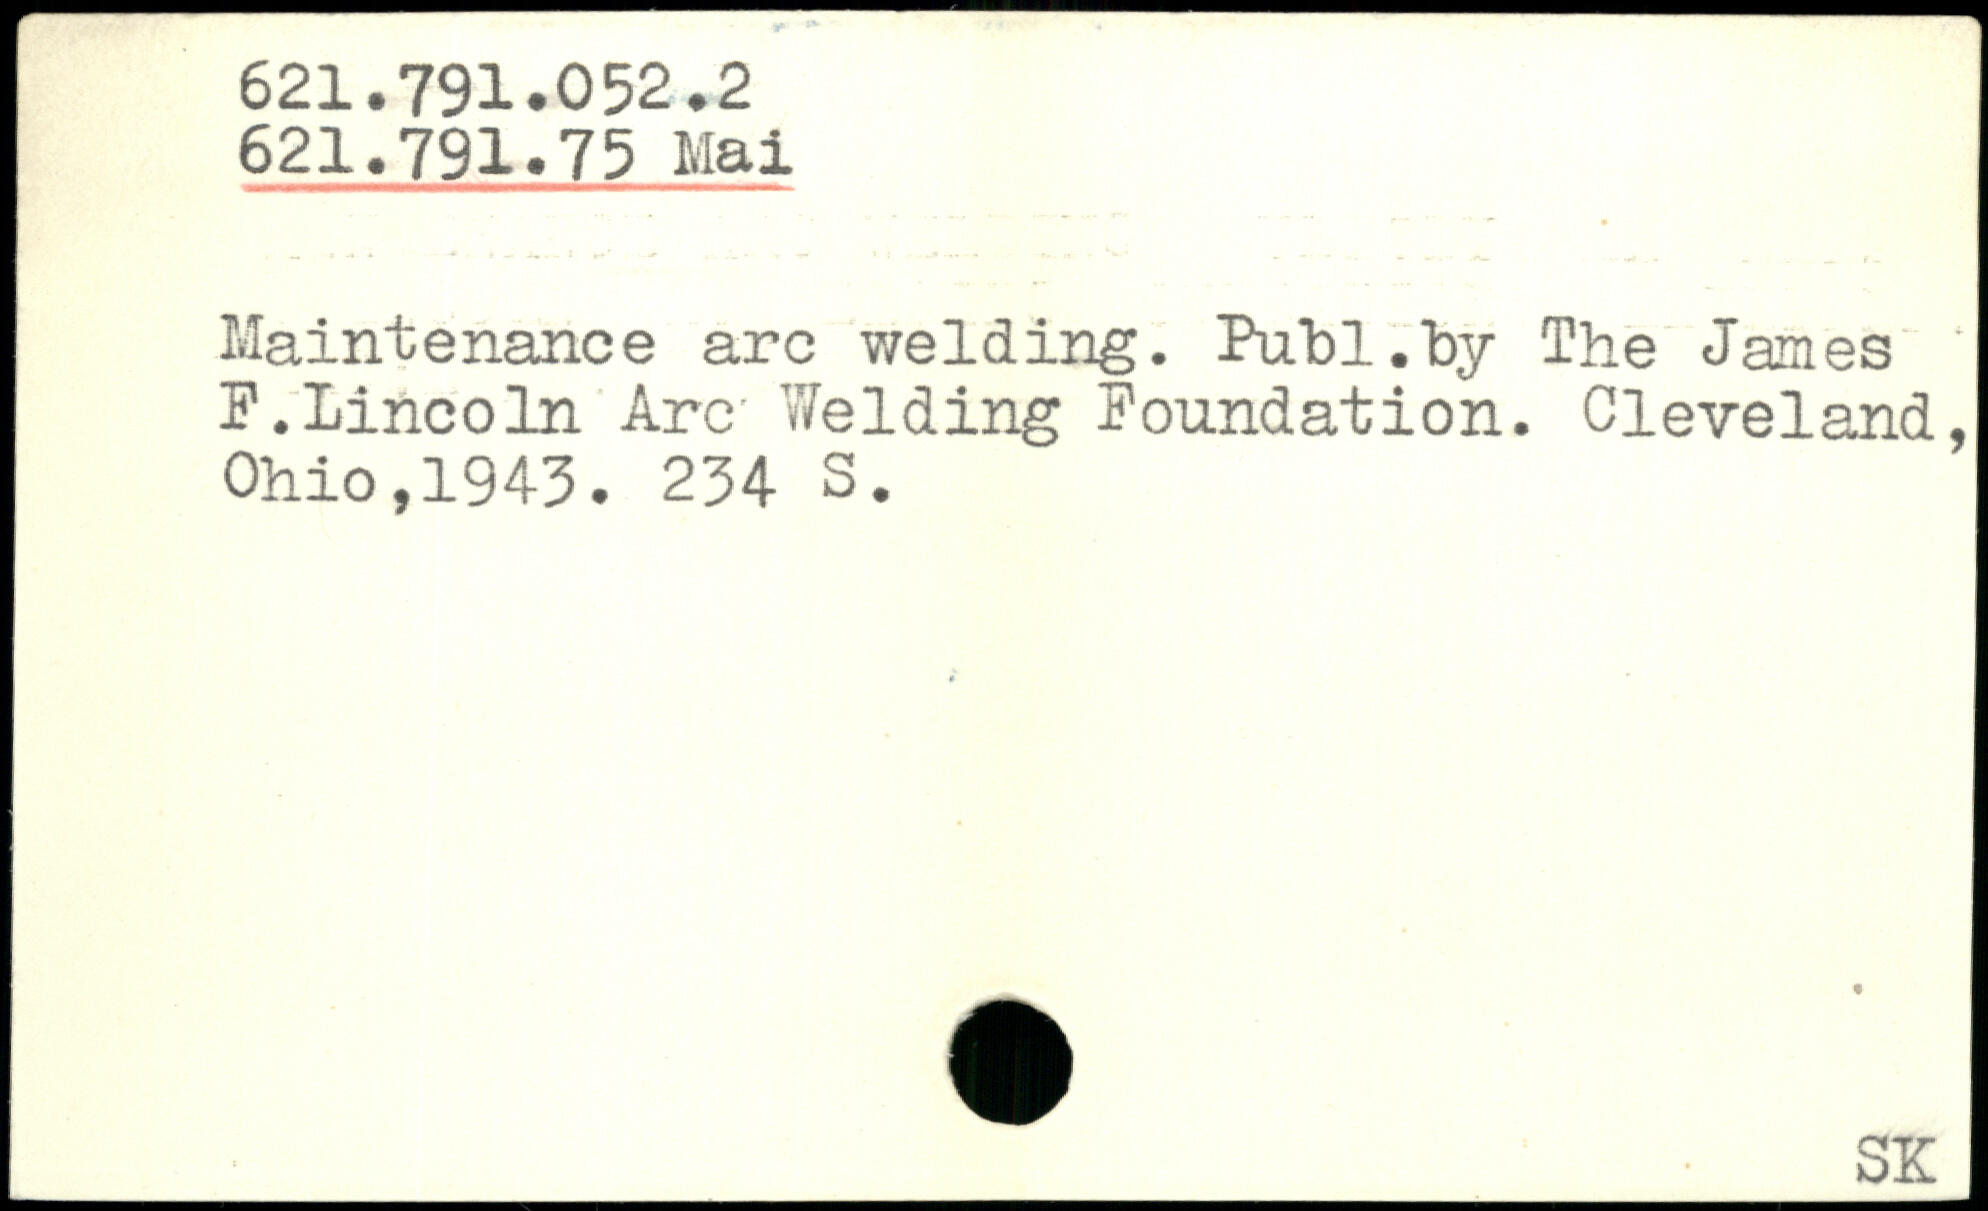 621.791.052.2
621.791.75 Mai
Maintenance arc welding. Publ.by The James
F.Lincoln Arc Welding Foundation. Cleveland,
Ohio,1943. 234 S.
SK